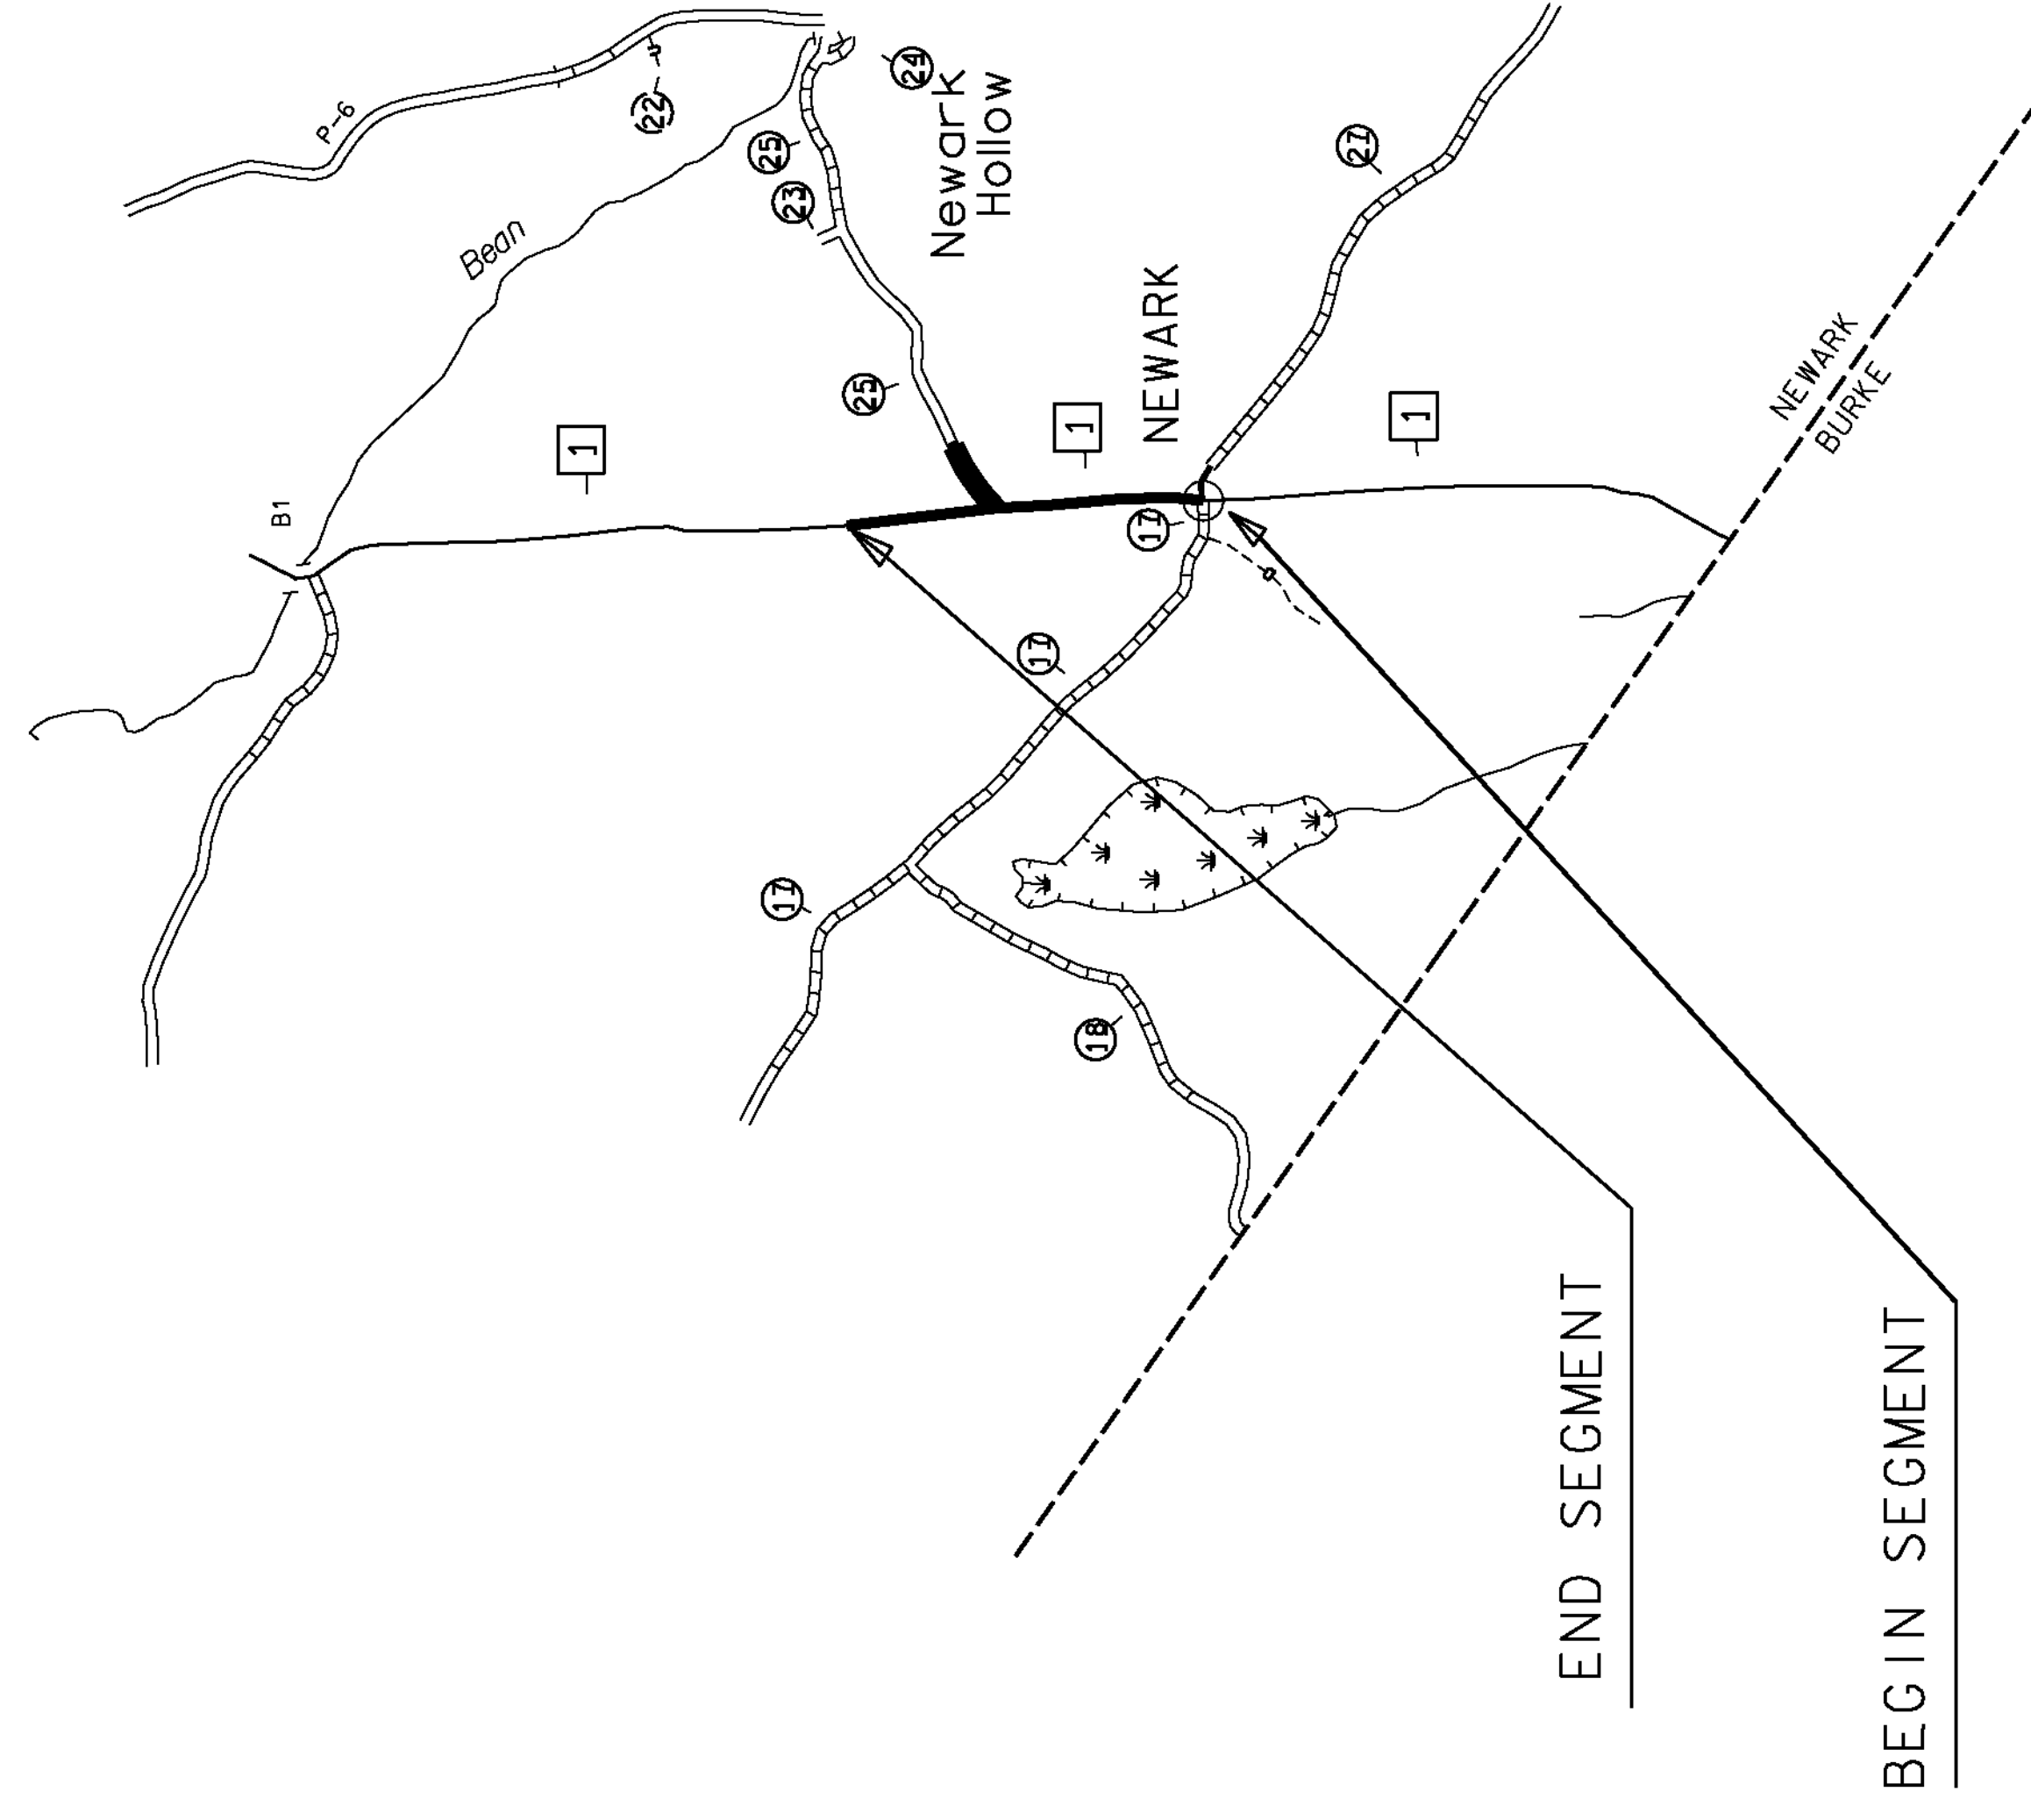 P-6
22
24
Newark
Hollow
25
23
Bean
27
25
NEWARK
1
1
1
B1
17
NEWARK
BURKE
17
17
18
END SEGMENT
BEGIN SEGMENT